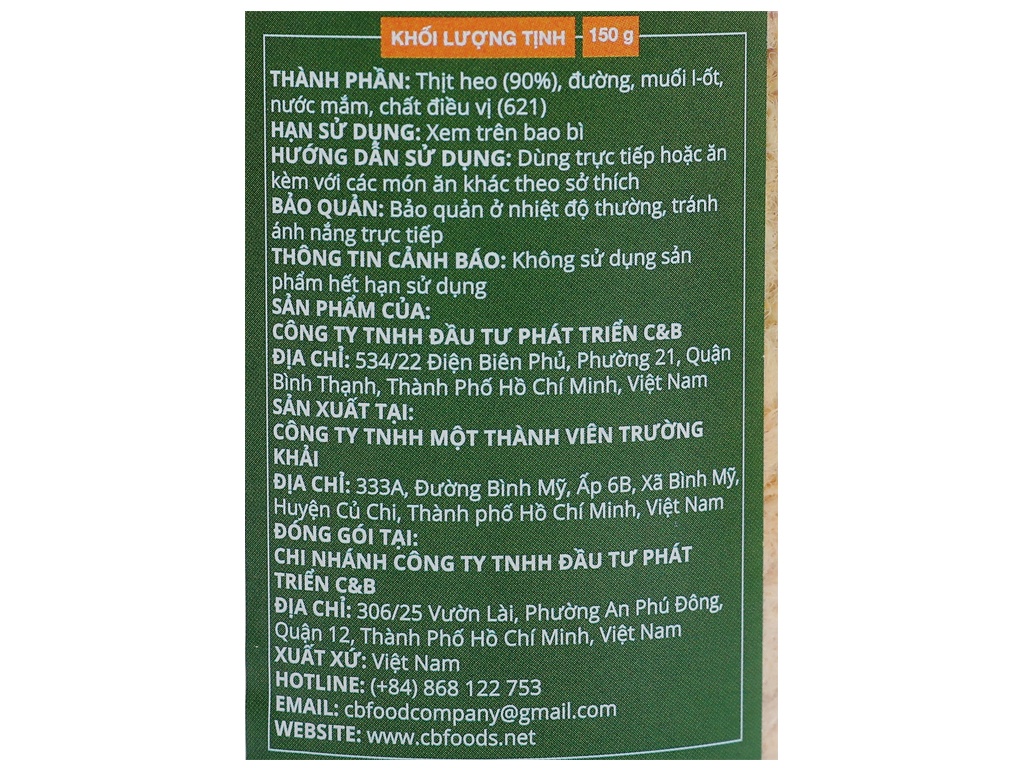 KHỐI LƯỢNG TỊNH 150 g
THÀNH PHẦN: Thịt heo (90%), đường, muối I-ốt,
nước mắm, chất điều vị (621)
HẠN SỬ DỤNG: Xem trên bao bì
HƯỚNG DẪN SỬ DỤNG: Dùng trực tiếp hoặc ăn
kèm với các món ăn khác theo sở thích
BẢO QUẢN: Bảo quản ở nhiệt độ thường, tránh
ánh nắng trực tiếp
THÔNG TIN CẢNH BÁO: Không sử dụng sản
phẩm hết hạn sử dụng
SẢN PHẨM CỦA:
CÔNG TY TNHH ĐẦU TƯ PHÁT TRIỂN C&B
ĐỊA CHỈ: 534/22 Điện Biên Phủ, Phường 21, Quận
Bình Thạnh, Thành Phố Hồ Chí Minh, Việt Nam
SẢN XUẤT TẠI:
CÔNG TY TNHH MỘT THÀNH VIÊN TRƯỜNG
KHẢI
ĐỊA CHỈ: 333A, Đường Bình Mỹ, Ấp 6B, Xã Bình Mỹ,
Huyện Củ Chi, Thành phố Hồ Chí Minh, Việt Nam
ĐÓNG GÓI TẠI:
CHI NHÁNH CÔNG TY TNHH ĐẦU TƯ PHÁT
TRIỂN C&B
ĐỊA CHỈ: 306/25 Vườn Lài, Phường An Phú Đông,
Quận 12, Thành Phố Hồ Chí Minh, Việt Nam
XUẤT XỨ: Việt Nam
HOTLINE: (+84) 868 122 753
EMAIL: cbfoodcompany@gmail.com
WEBSITE: www.cbfoods.net